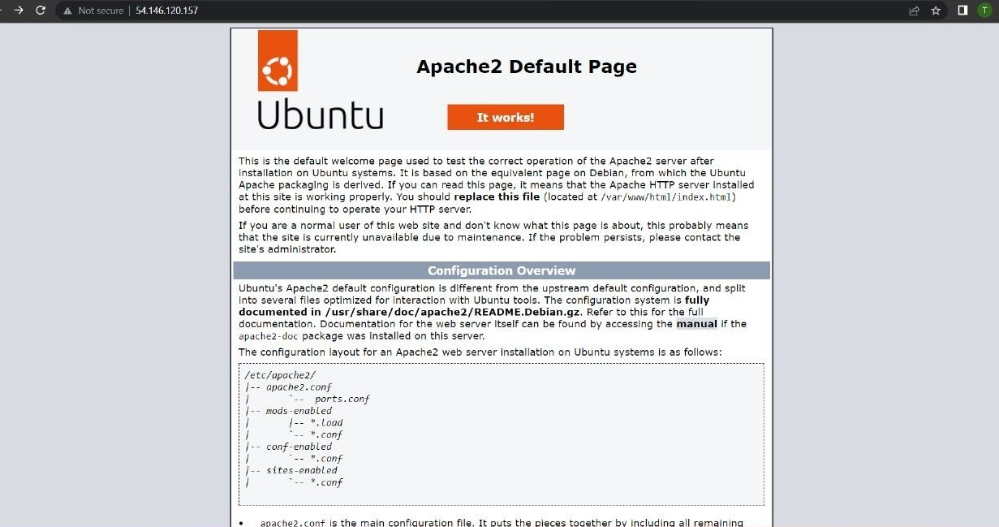 Not secure | 54.146.120.157
T
Apache2 Default Page
Ubuntu
It works!
This is the default welcome page used to test the correct operation of the Apache2 server after
installation on Ubuntu systems. It is based on the equivalent page on Debian, from which the Ubuntu
Apache packaging is derived. If you can read this page, it means that the Apache HTTP server installed
at this site is working properly. You should replace this file (located at /var/www/html/index.html)
before continuing to operate your HTTP server.
If you are a normal user of this web site and don't know what this page is about, this probably means
that the site is currently unavailable due to maintenance. If the problem persists, please contact the
site's administrator.
Configuration Overview
Ubuntu's Apache2 default configuration is different from the upstream default configuration, and split
into several files optimized for interaction with Ubuntu tools. The configuration system is fully
documented in /usr/share/doc/apache2/README.Debian.gz. Refer to this for the full
documentation. Documentation for the web server itself can be found by accessing the manual if the
apache2-doc package was installed on this server.
The configuration layout for an Apache2 web server installation on Ubuntu systems is as follows:
/etc/apache2/
|-- apache2.conf
|       `--  ports.conf
|-- mods-enabled
|       |-- *.load
|       `-- *.conf
|-- conf-enabled
|       `-- *.conf
|-- sites-enabled
|       `-- *.conf
• apache2.conf is the main configuration file. It puts the pieces together by including all remaining